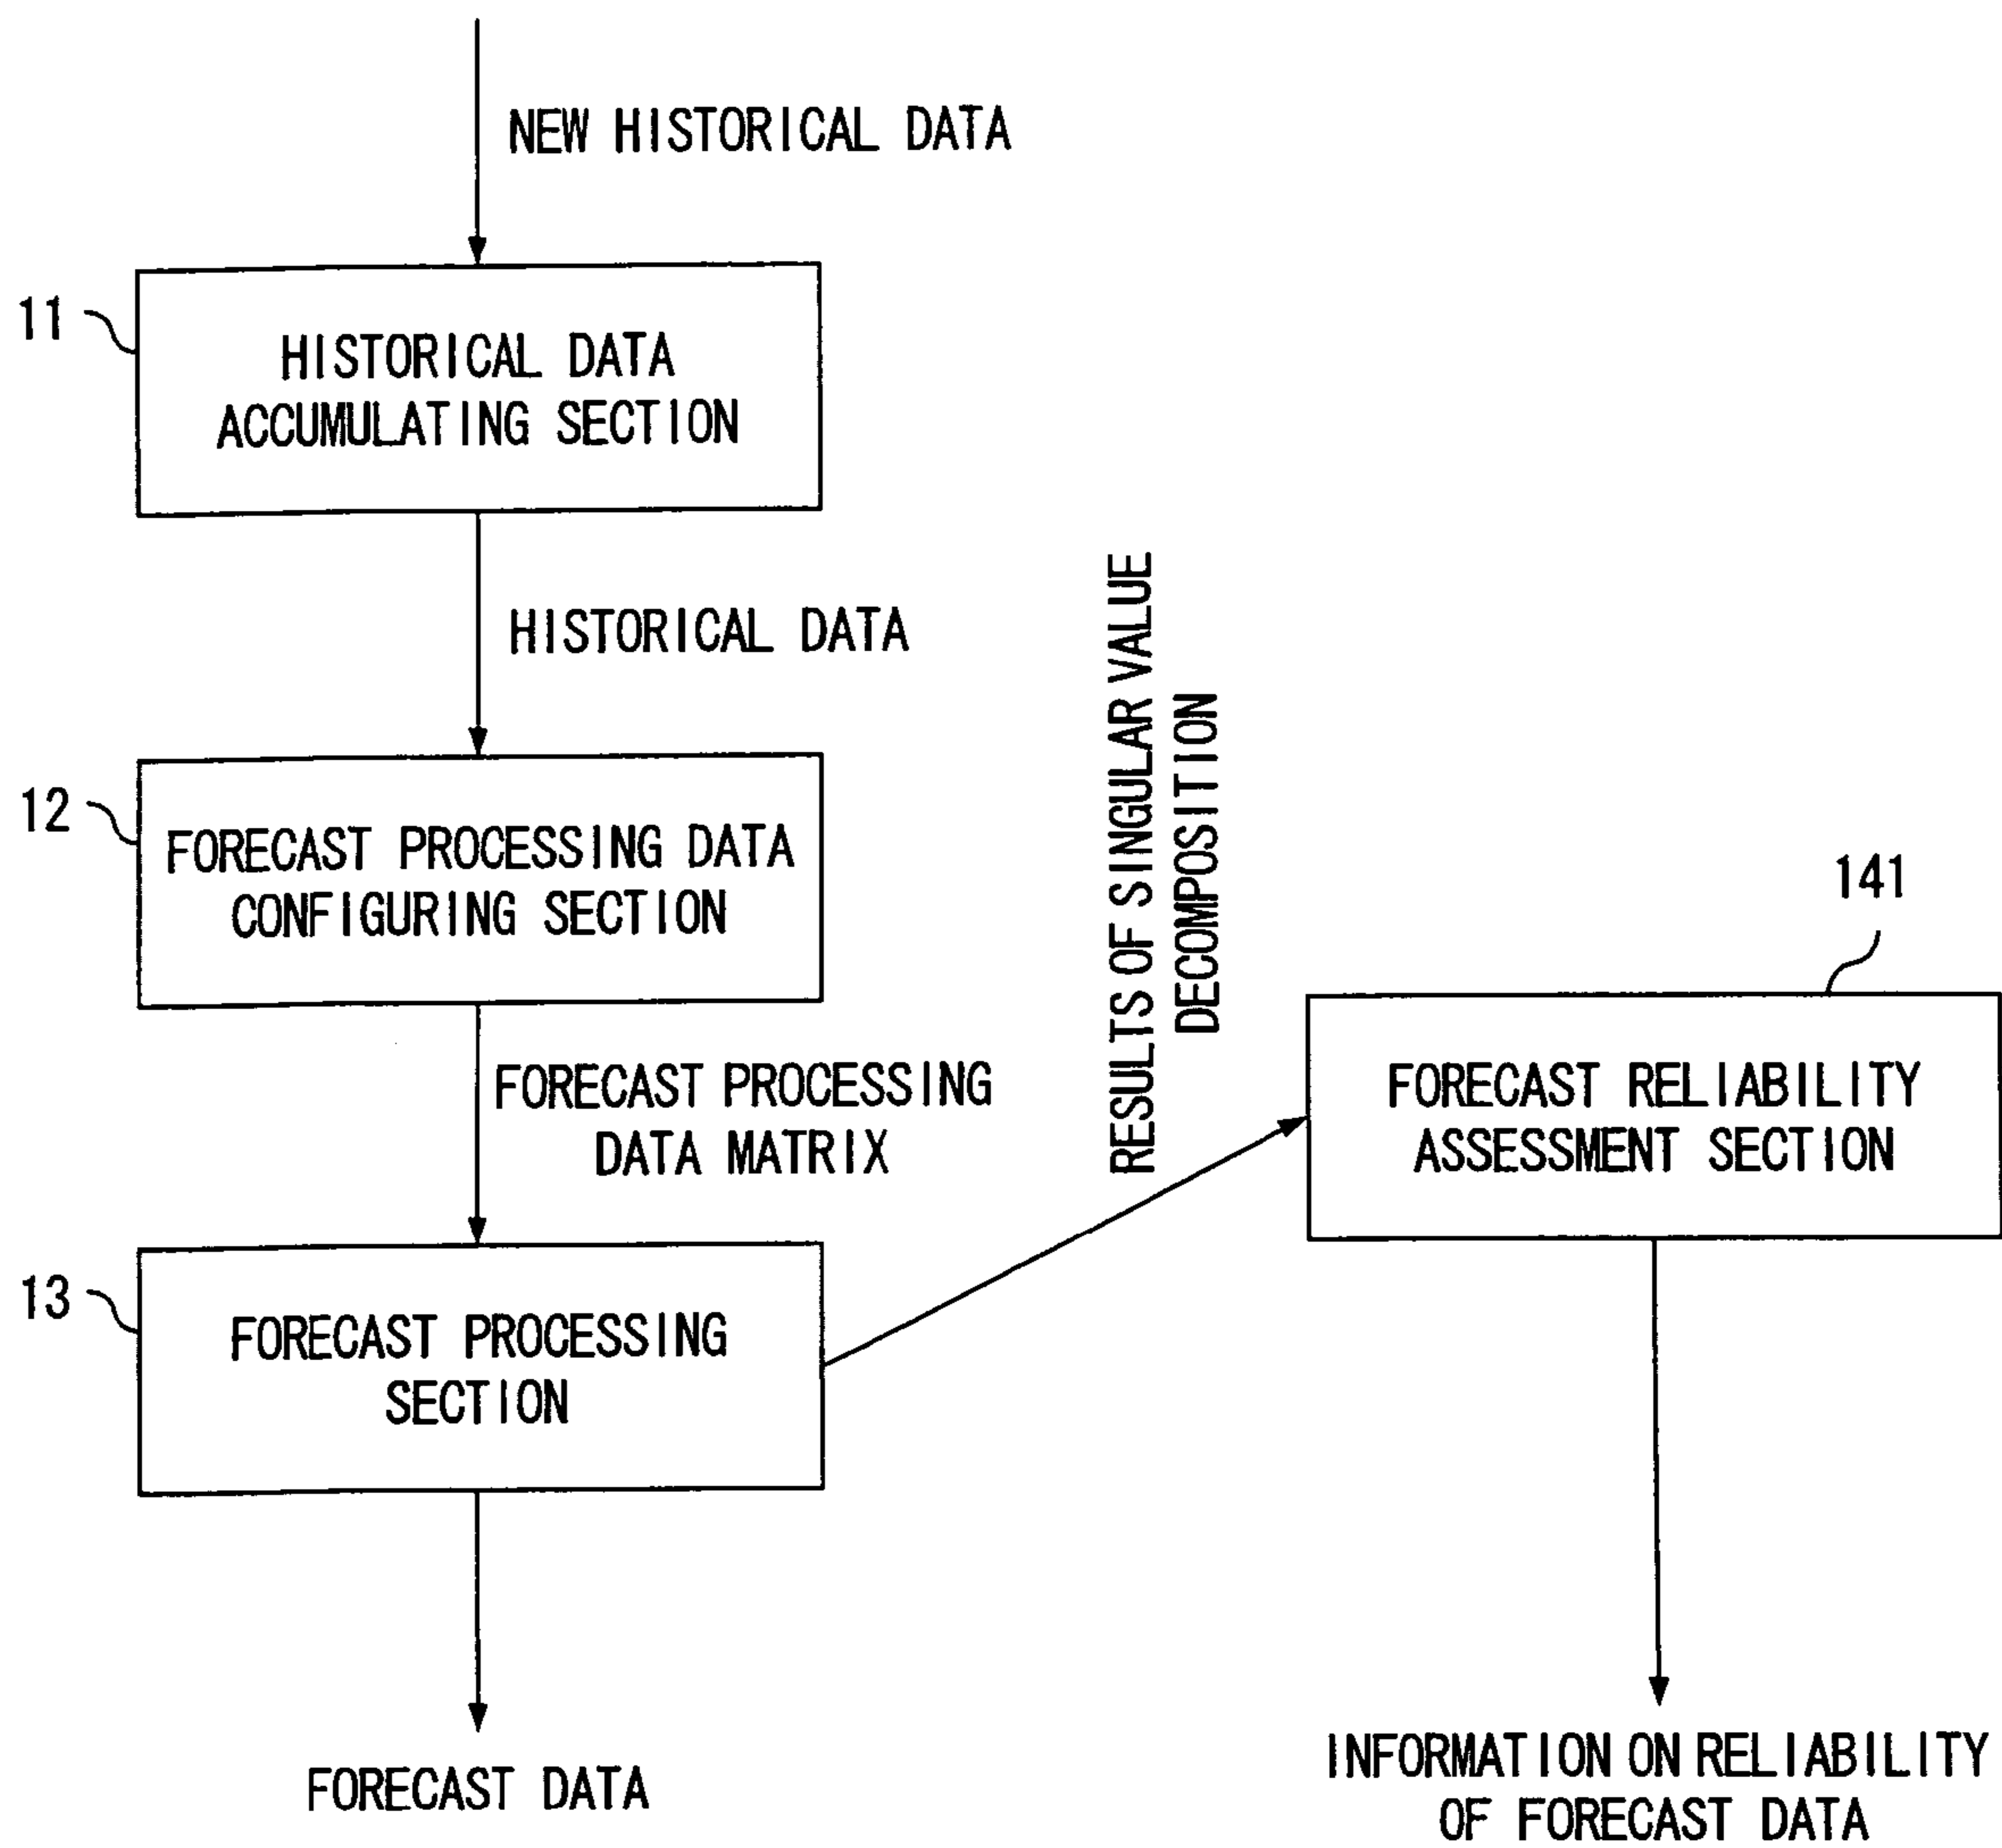 NEW HISTORICAL DATA
11
HISTORICAL DATA
ACCUMULATING SECTION
HISTORICAL DATA
12
FORECAST PROCESSING DATA
CONFIGURING SECTION
FORECAST PROCESSING
DATA MATRIX
13
FORECAST PROCESSING
SECTION
FORECAST DATA
RESULTS OF SINGULAR VALUE
DECOMPOSITION
141
FORECAST RELIABILITY
ASSESSMENT SECTION
INFORMATION ON RELIABILITY
OF FORECAST DATA